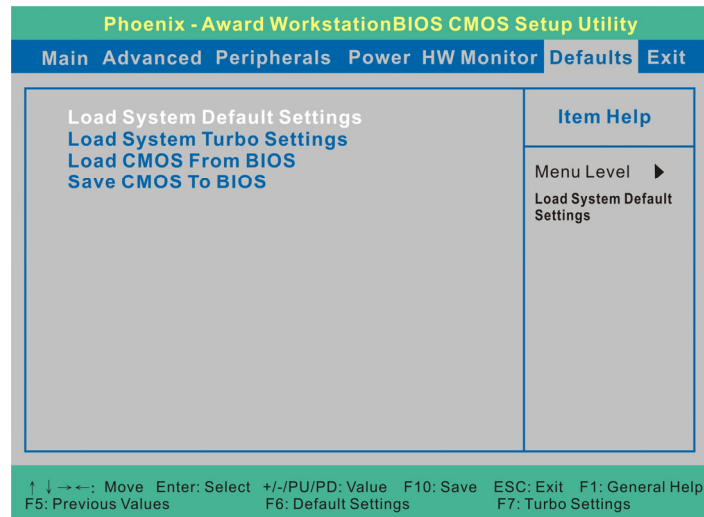 Phoenix - Award WorkstationBIOS CMOS Setup Utility
Main Advanced Peripherals Power HW Monitor Defaults Exit
Load System Default Settings
Load System Turbo Settings
Load CMOS From BIOS
Save CMOS To BIOS
Item Help
Menu Level ▶
Load System Default
Settings
↑↓→←: Move Enter: Select +/-/PU/PD: Value F10: Save ESC: Exit F1: General Help
F5: Previous Values F6: Default Settings F7: Turbo Settings